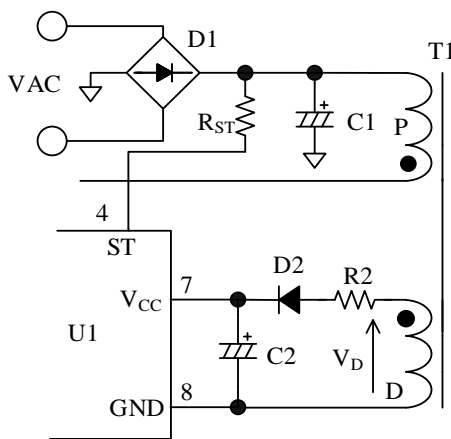 D1
T1
VAC
R_ST
C1
P
4
ST
D2
R2
7
V_CC
U1
C2
V_D
D
8
GND